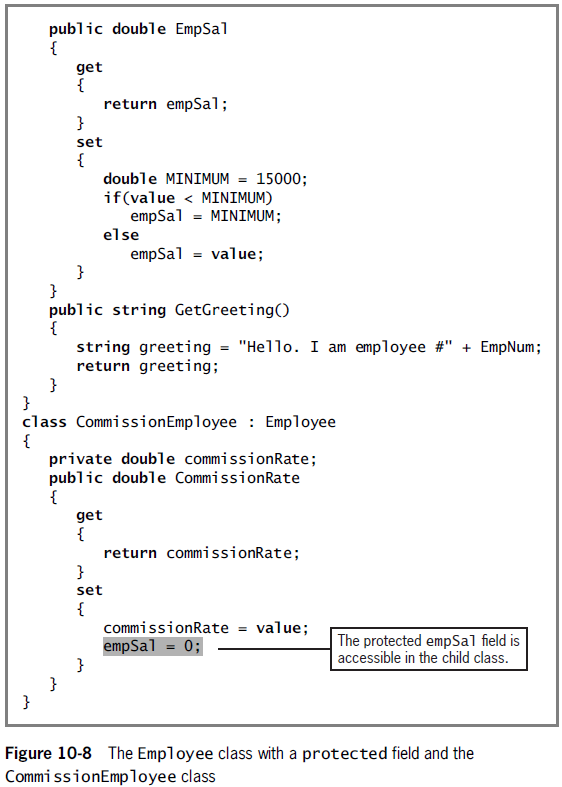 public double EmpSal
{
get
{
return empSal;
}
set
{
double MINIMUM = 15000;
if(value < MINIMUM)
empSal = MINIMUM;
else
empSal = value;
}
}
public string GetGreeting()
{
string greeting = "Hello. I am employee #" + EmpNum;
return greeting;
}
}
class CommissionEmployee : Employee
{
private double commissionRate;
public double CommissionRate
{
get
{
return commissionRate;
}
set
{
commissionRate = value;
empSal = 0;
The protected empSal field is
accessible in the child class.
}
}
}
Figure 10-8 The Employee class with a protected field and the
CommissionEmployee class